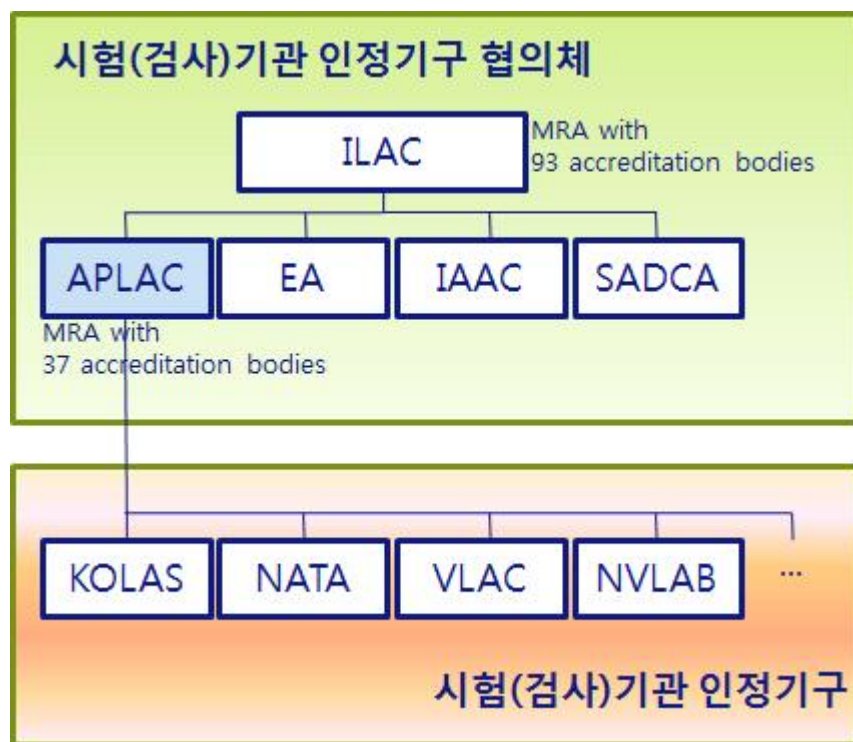 시험(검사)기관 인정기구 협의체
ILAC
MRA with
93 accreditation bodies
APLAC
EA
IAAC
SADCA
MRA with
37 accreditation bodies
KOLAS
NATA
VLAC
NVLAB
...
시험(검사)기관 인정기구